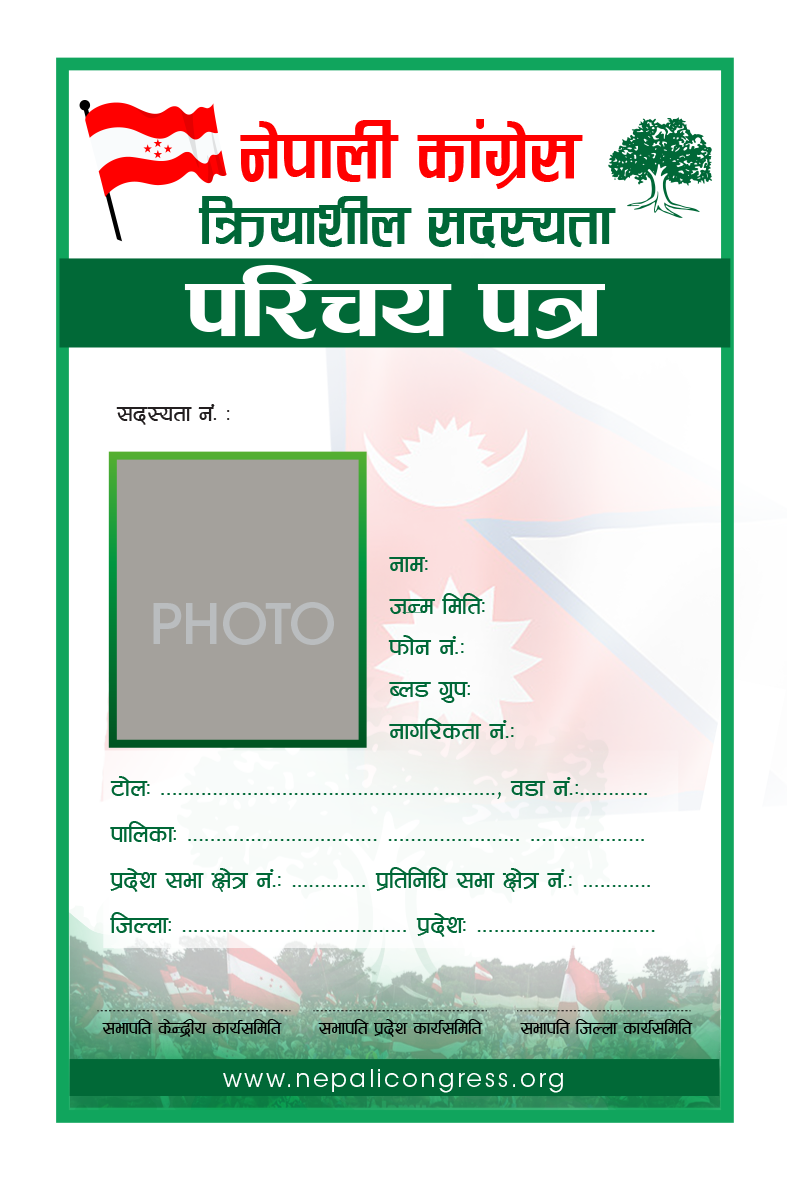 नेपाली कांग्रेस
क्रियाशील सदस्यता
परिचय पत्र
सदस्यता नं. :
PHOTO
नामः
जन्म मितिः
फोन नं.:
ब्लड ग्रुपः
नागरिकता नं.:
टोलः ........................................................., वडा नं.:............
पालिकाः ................................. ....................... ....................
प्रदेश सभा क्षेत्र नं.: ............. प्रतिनिधि सभा क्षेत्र नं.: ............
जिल्लाः ....................................... प्रदेशः ...............................
सभापति केन्द्रीय कार्यसमिति सभापति प्रदेश कार्यसमिति सभापति जिल्ला कार्यसमिति
www.nepalicongress.org